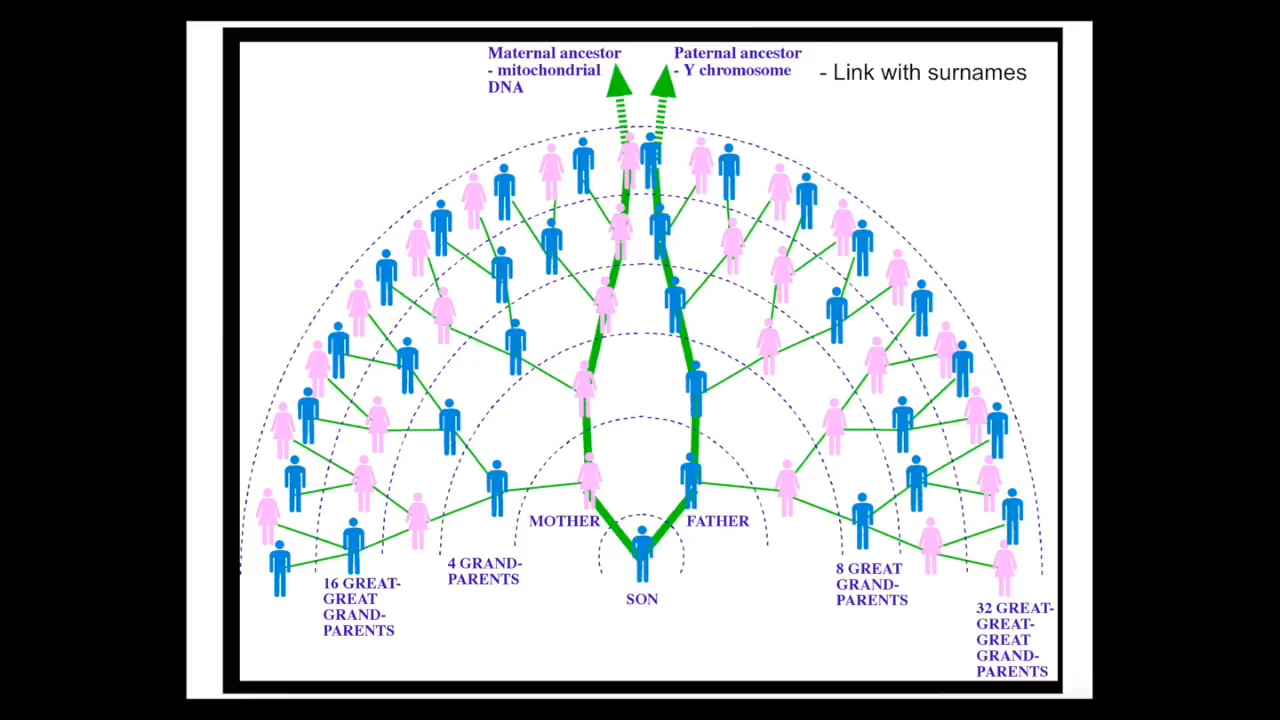 Maternal ancestor
- mitochondrial
DNA
Paternal ancestor
- Y chromosome
- Link with surnames
MOTHER
FATHER
SON
4 GRAND-
PARENTS
8 GREAT
GRAND-
PARENTS
16 GREAT-
GREAT
GRAND-
PARENTS
32 GREAT-
GREAT-
GREAT
GRAND-
PARENTS